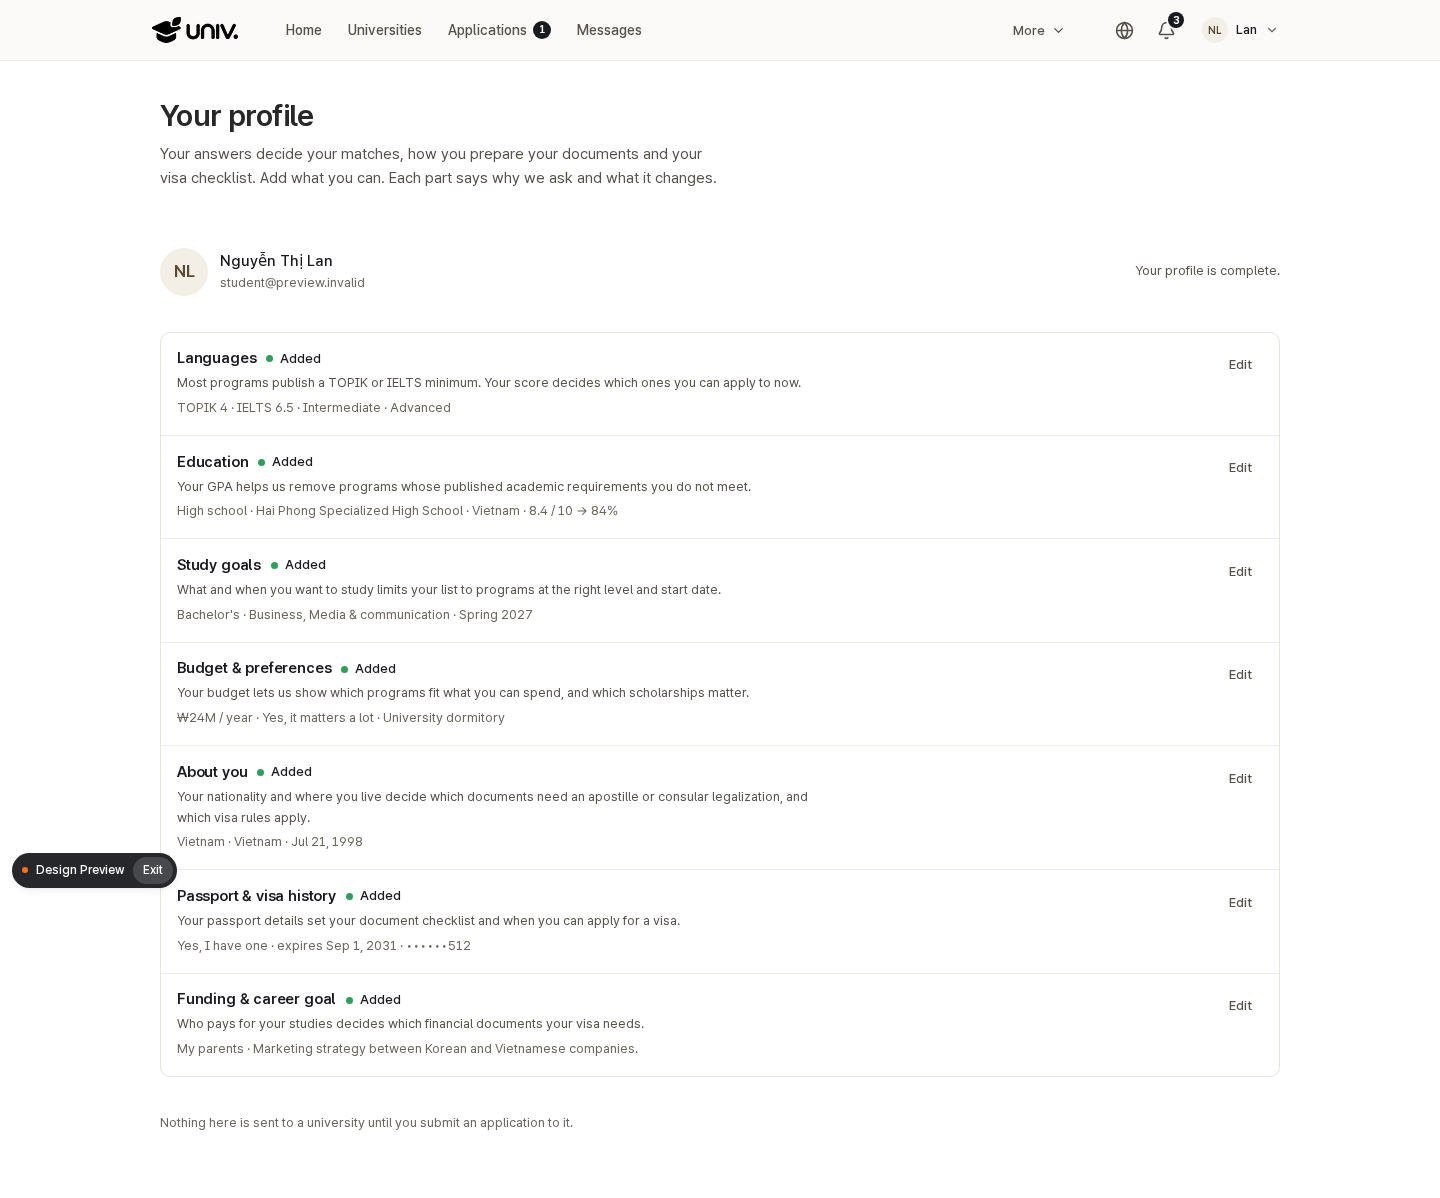 UNIV.
Home
Universities
Applications 1
Messages
More
3
NL
Lan
Your profile
Your answers decide your matches, how you prepare your documents and your
visa checklist. Add what you can. Each part says why we ask and what it changes.
NL
Nguyễn Thị Lan
student@preview.invalid
Your profile is complete.
Languages Added
Edit
Most programs publish a TOPIK or IELTS minimum. Your score decides which ones you can apply to now.
TOPIK 4 · IELTS 6.5 · Intermediate · Advanced
Education Added
Edit
Your GPA helps us remove programs whose published academic requirements you do not meet.
High school · Hai Phong Specialized High School · Vietnam · 8.4 / 10 → 84%
Study goals Added
Edit
What and when you want to study limits your list to programs at the right level and start date.
Bachelor's · Business, Media & communication · Spring 2027
Budget & preferences Added
Edit
Your budget lets us show which programs fit what you can spend, and which scholarships matter.
₩24M / year · Yes, it matters a lot · University dormitory
About you Added
Edit
Your nationality and where you live decide which documents need an apostille or consular legalization, and
which visa rules apply.
Vietnam · Vietnam · Jul 21, 1998
Design Preview Exit
Passport & visa history Added
Edit
Your passport details set your document checklist and when you can apply for a visa.
Yes, I have one · expires Sep 1, 2031 · ••••••512
Funding & career goal Added
Edit
Who pays for your studies decides which financial documents your visa needs.
My parents · Marketing strategy between Korean and Vietnamese companies.
Nothing here is sent to a university until you submit an application to it.